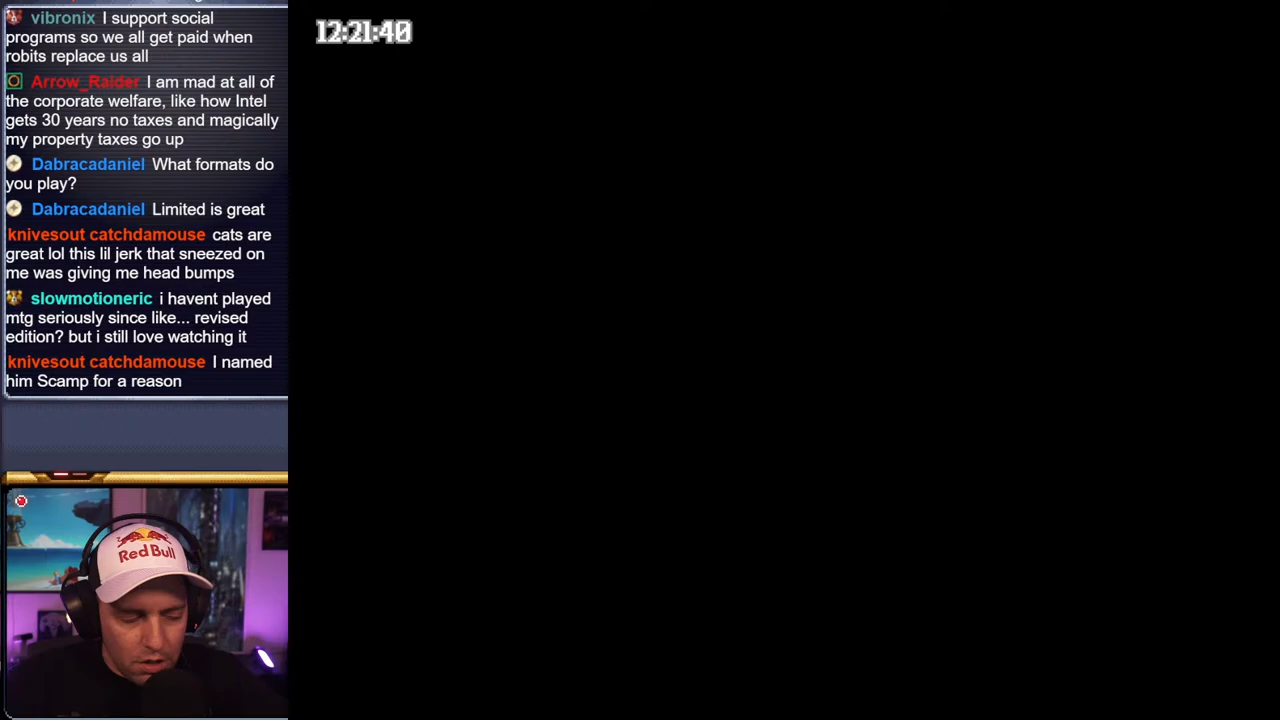 vibronix I support social
programs so we all get paid when
robits replace us all
Arrow_Raider I am mad at all of
the corporate welfare, like how Intel
gets 30 years no taxes and magically
my property taxes go up
Dabracadaniel What formats do
you play?
Dabracadaniel Limited is great
knivesout catchdamouse cats are
great lol this lil jerk that sneezed on
me was giving me head bumps
slowmotioneric i havent played
mtg seriously since like... revised
edition? but i still love watching it
knivesout catchdamouse I named
him Scamp for a reason
12:21:40
Red Bull